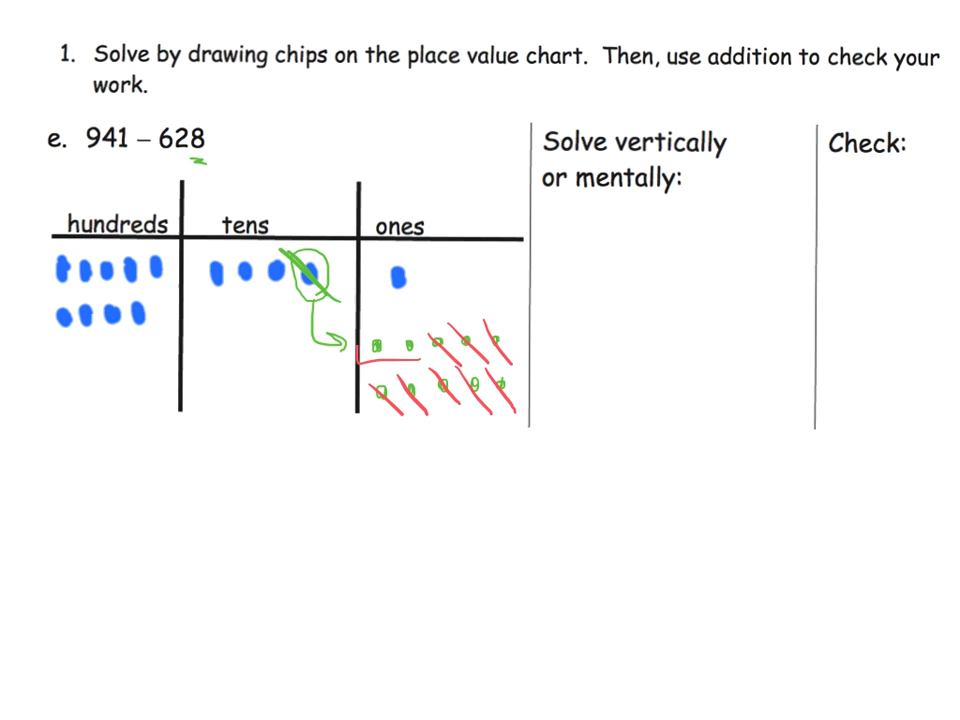 1. Solve by drawing chips on the place value chart. Then, use addition to check your
work.
e. 941 – 628
Solve vertically
or mentally:
Check:
hundreds tens ones